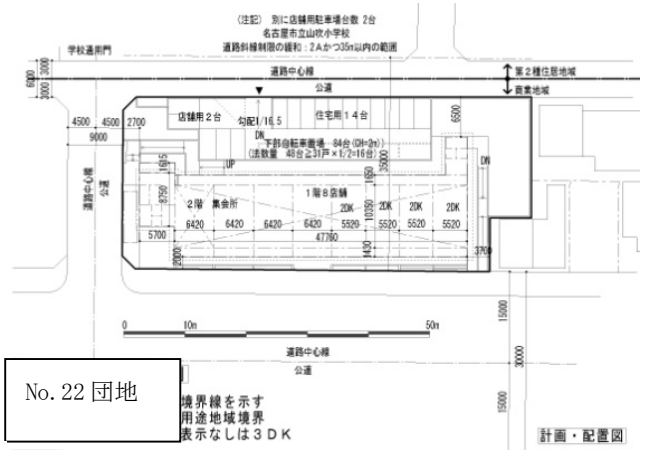 (注記) 別に店舗用駐車場台数 2台
名古屋市立山吹小学校
道路斜線制限の緩和:2Aかつ35m以内の範囲
学校通用門
6000
3000
3000
道路中心線
第2種住居地域
公道
商業地域
4500
4500
2700
9000
店舗用2台
勾配1/16.5
住宅用14台
DN
下部自転車置場 84台(CH=2m))
(法数量 48台≧31戸×1/2=16台)
6500
35000
UP
DN
道路中心線
公道
1615
8750
1650
2階 集会所
1階8店舗
10350
2DK
2DK
2DK
2DK
6420
6420
6420
6420
5520
5520
5520
5520
5700
47760
1430
2000
3700
0
10m
50m
15000
30000
15000
道路中心線
公道
No.22団地
境界線を示す
用途地域境界
表示なしは3DK
計画・配置図